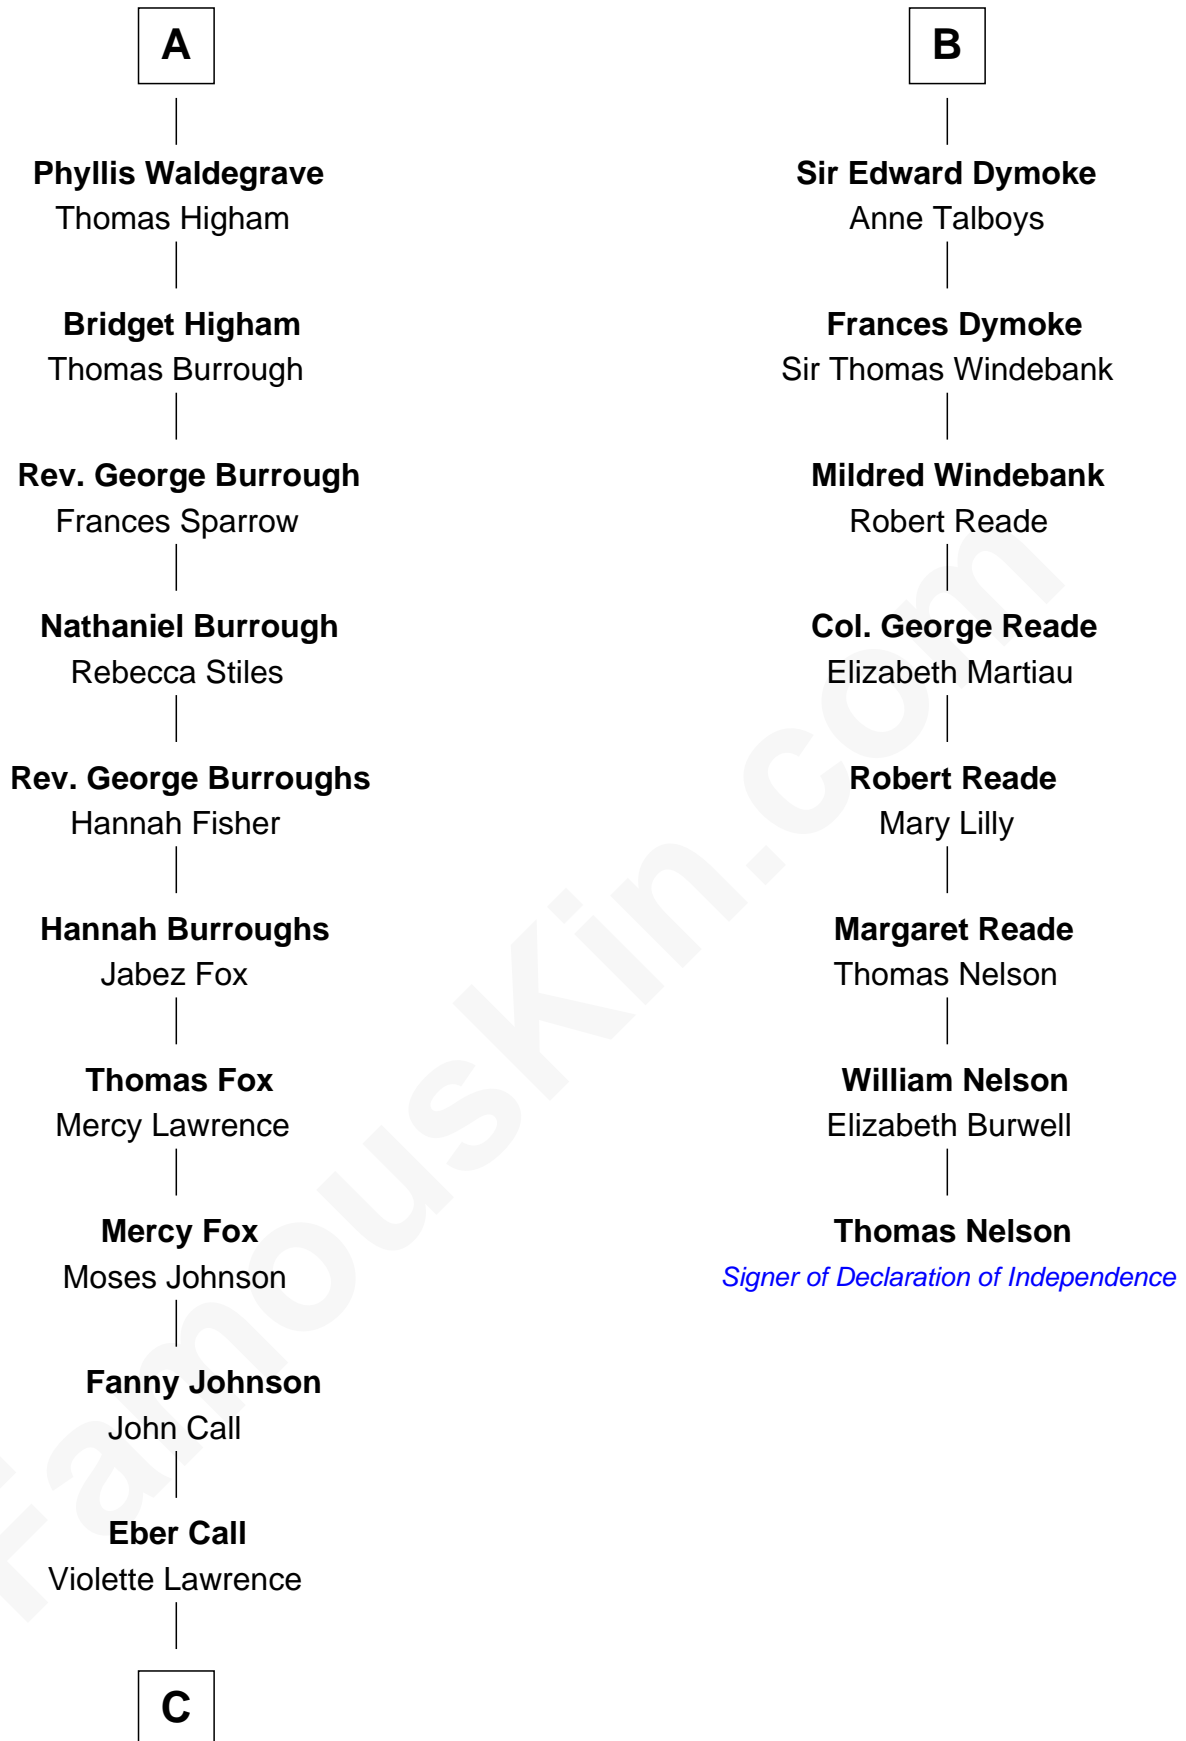 A
Phyllis Waldegrave
Thomas Higham
Bridget Higham
Thomas Burrough
Rev. George Burrough
Frances Sparrow
Nathaniel Burrough
Rebecca Stiles
Rev. George Burroughs
Hannah Fisher
Hannah Burroughs
Jabez Fox
Thomas Fox
Mercy Lawrence
Mercy Fox
Moses Johnson
Fanny Johnson
John Call
Eber Call
Violette Lawrence
C
B
Sir Edward Dymoke
Anne Talboys
Frances Dymoke
Sir Thomas Windebank
Mildred Windebank
Robert Reade
Col. George Reade
Elizabeth Martiau
Robert Reade
Mary Lilly
Margaret Reade
Thomas Nelson
William Nelson
Elizabeth Burwell
Thomas Nelson
Signer of Declaration of Independence
FamousKin.com